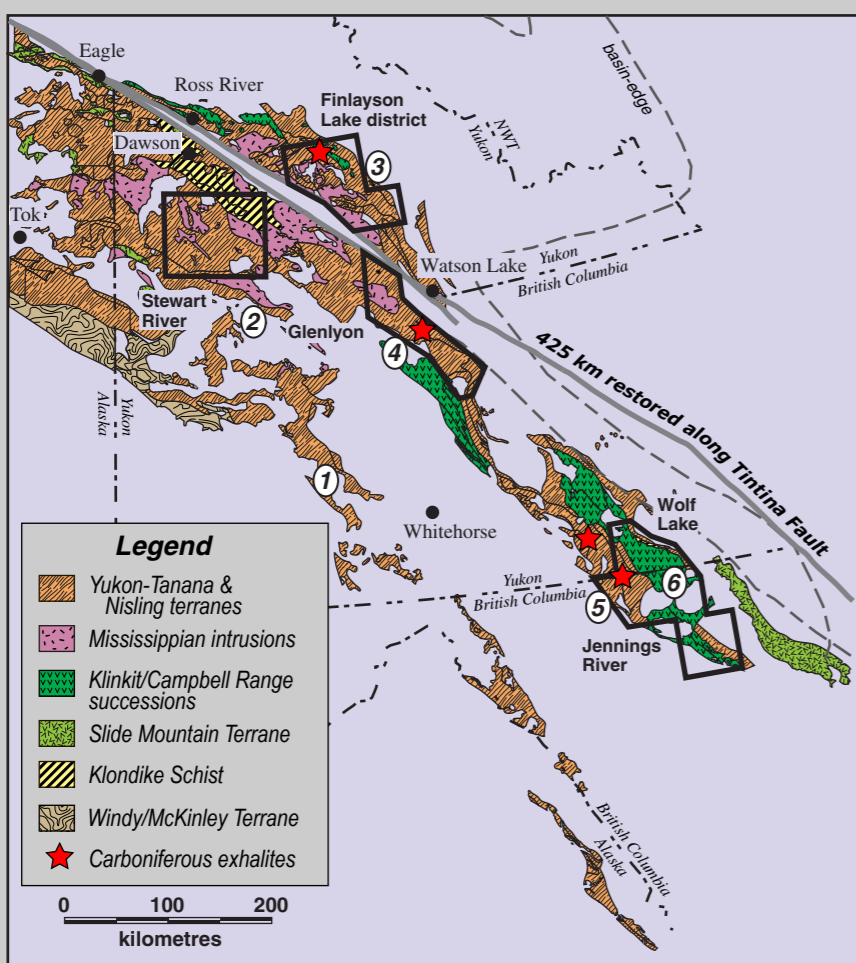 Eagle
Ross River
Finlayson
Lake district
basin-edge
NWT
Yukon
Dawson
3
Tok
Yukon
British Columbia
Watson Lake
Stewart
River
2
Glenlyon
4
425 km restored along Tintina Fault
Yukon
Alaska
1
Whitehorse
Wolf
Lake
Yukon
British Columbia
5
6
Jennings
River
British Columbia
Alaska
Legend
Yukon-Tanana &
Nisling terranes
Mississippian intrusions
Klinkit/Campbell Range
successions
Slide Mountain Terrane
Klondike Schist
Windy/McKinley Terrane
Carboniferous exhalites
0 100 200
kilometres